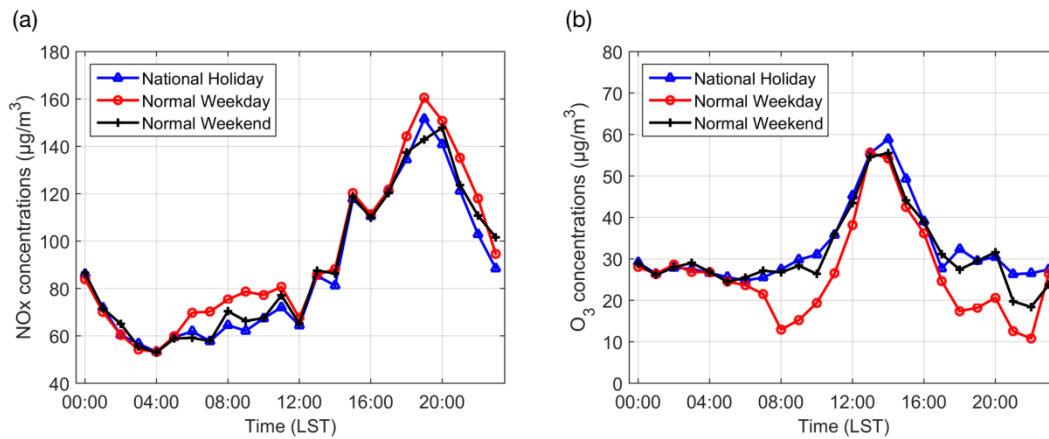 (a)
180
160
140
120
100
80
60
40
NOx concentrations (µg/m³)
National Holiday
Normal Weekday
Normal Weekend
00:00 04:00 08:00 12:00 16:00 20:00
Time (LST)
(b)
80
70
60
50
40
30
20
10
0
O₃ concentrations (µg/m³)
National Holiday
Normal Weekday
Normal Weekend
00:00 04:00 08:00 12:00 16:00 20:00
Time (LST)